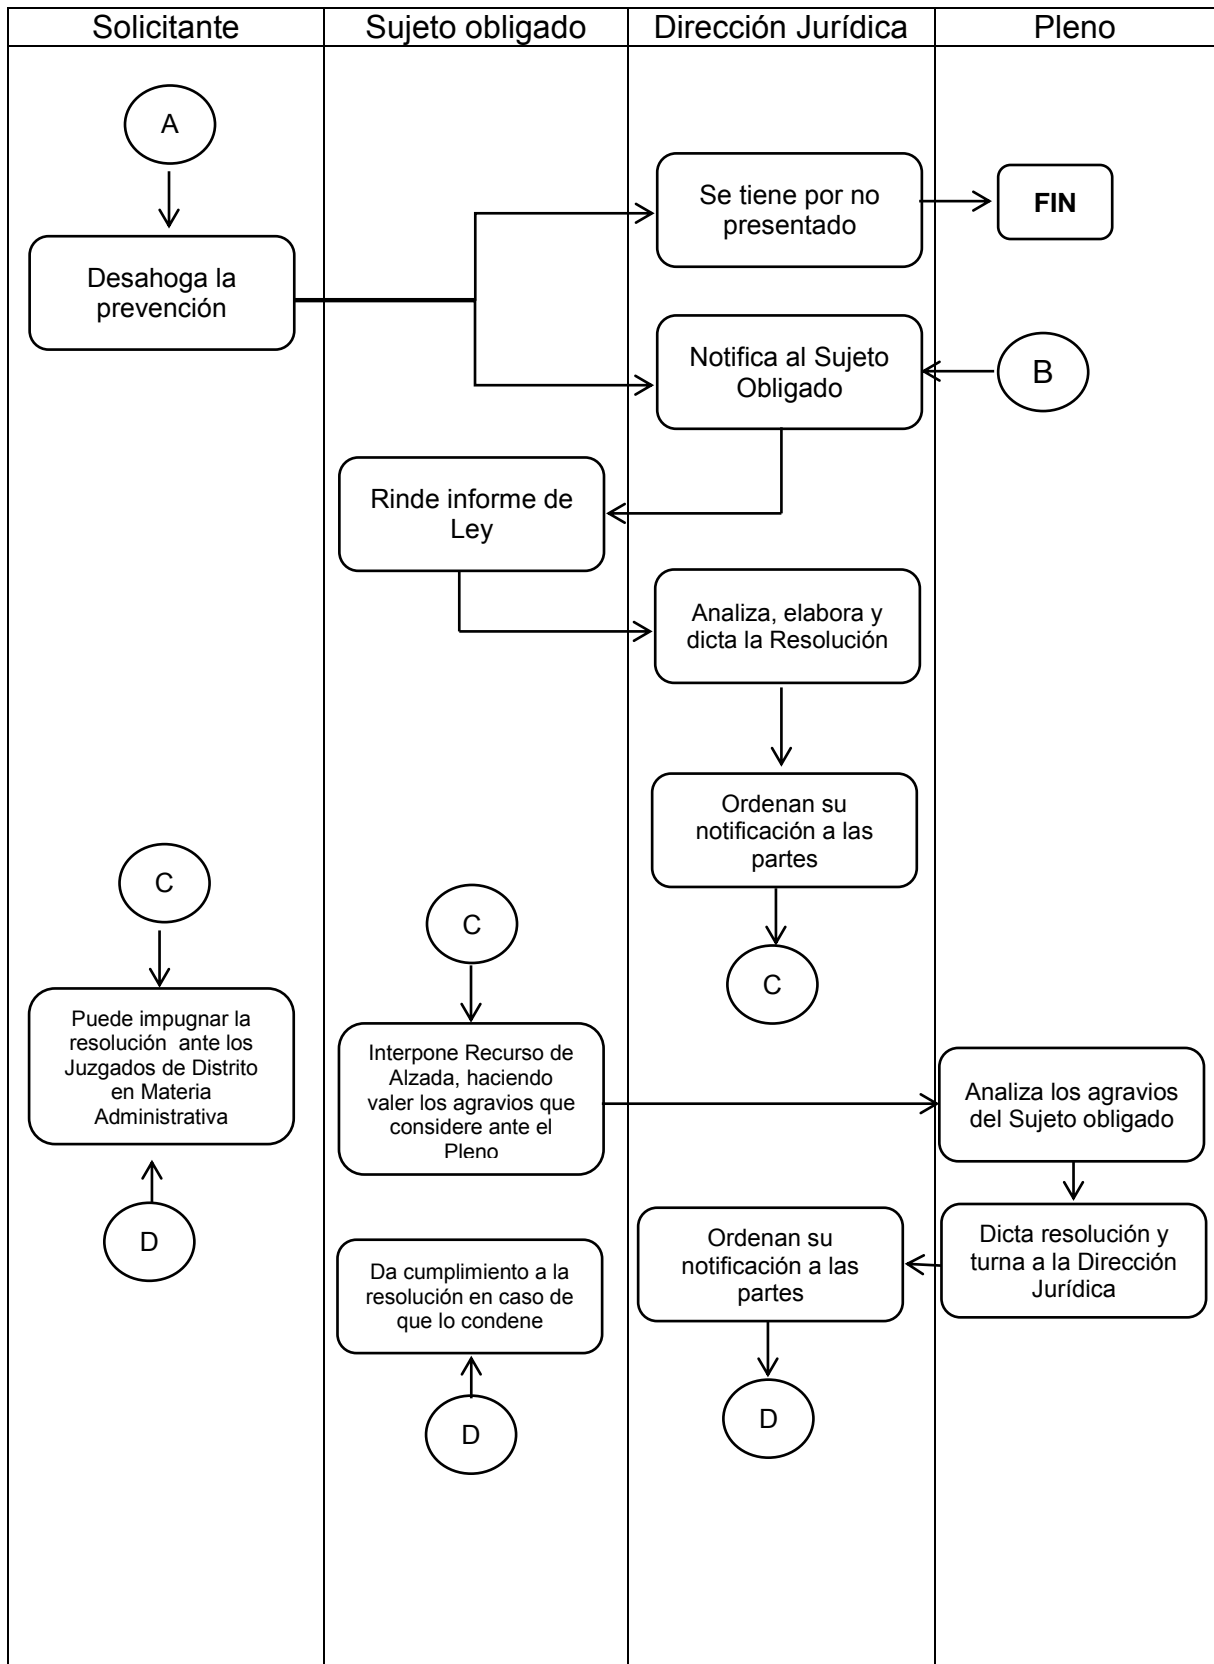 Solicitante
Sujeto obligado
Dirección Jurídica
Pleno
A
Se tiene por no
presentado
FIN
Desahoga la
prevención
Notifica al Sujeto
Obligado
B
Rinde informe de
Ley
Analiza, elabora y
dicta la Resolución
Ordenan su
notificación a las
partes
C
C
C
Puede impugnar la
resolución ante los
Juzgados de Distrito
en Materia
Administrativa
Interpone Recurso de
Alzada, haciendo
valer los agravios que
considere ante el
Pleno
Analiza los agravios
del Sujeto obligado
D
Da cumplimiento a la
resolución en caso de
que lo condene
Ordenan su
notificación a las
partes
Dicta resolución y
turna a la Dirección
Jurídica
D
D